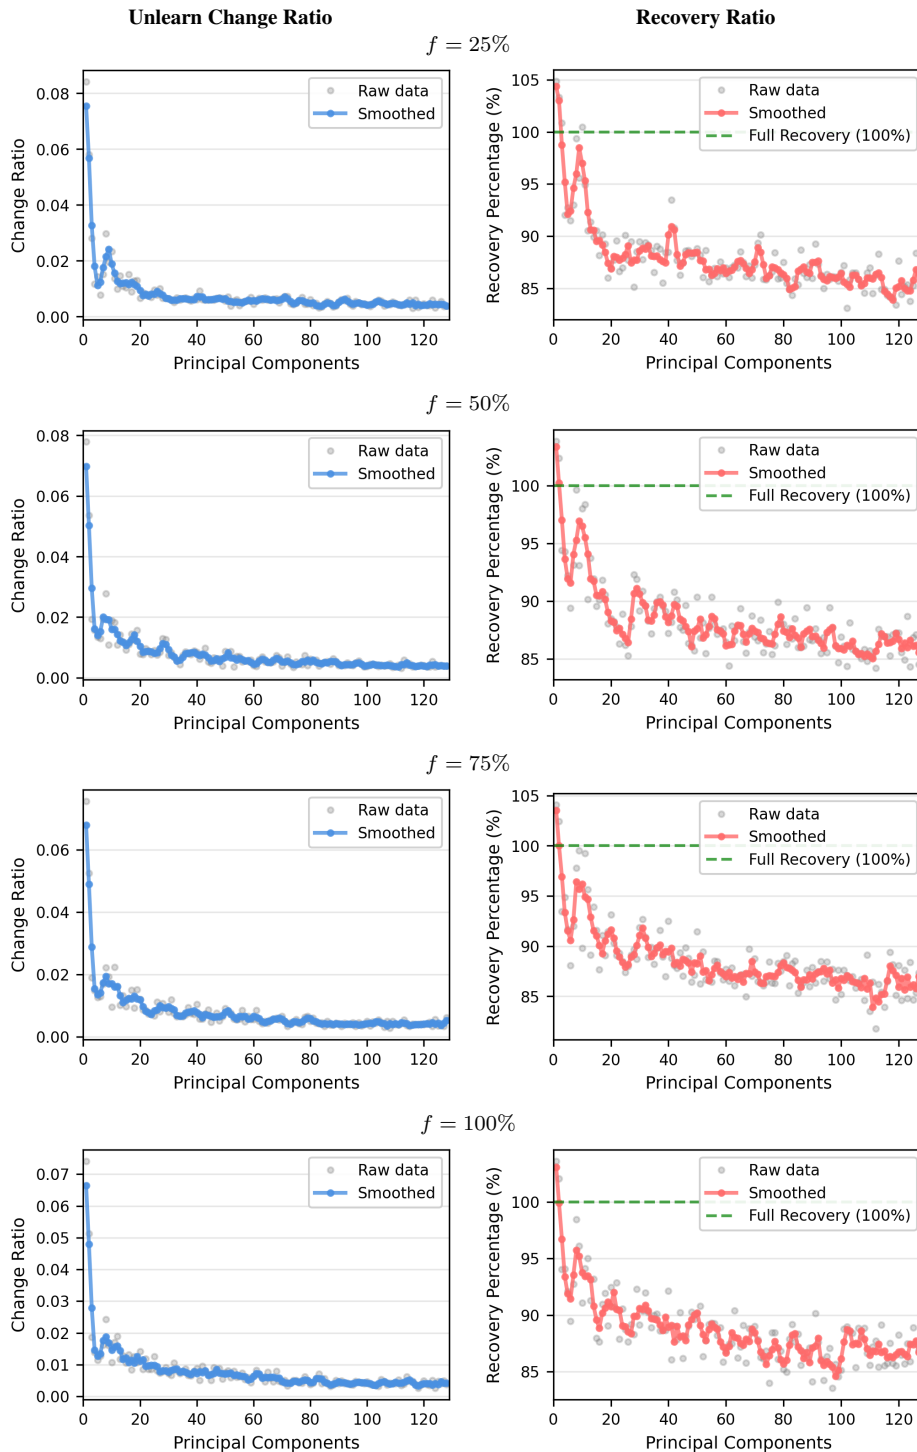 Unlearn Change Ratio
Recovery Ratio
f = 25%
Change Ratio
0.08
0.06
0.04
0.02
0.00
Raw data
Smoothed
0 20 40 60 80 100 120
Principal Components
Recovery Percentage (%)
105
100
95
90
85
Raw data
Smoothed
Full Recovery (100%)
0 20 40 60 80 100 120
Principal Components
f = 50%
Change Ratio
0.08
0.06
0.04
0.02
0.00
Raw data
Smoothed
0 20 40 60 80 100 120
Principal Components
Recovery Percentage (%)
100
95
90
85
Raw data
Smoothed
Full Recovery (100%)
0 20 40 60 80 100 120
Principal Components
f = 75%
Change Ratio
0.06
0.04
0.02
0.00
Raw data
Smoothed
0 20 40 60 80 100 120
Principal Components
Recovery Percentage (%)
105
100
95
90
85
Raw data
Smoothed
Full Recovery (100%)
0 20 40 60 80 100 120
Principal Components
f = 100%
Change Ratio
0.07
0.06
0.05
0.04
0.03
0.02
0.01
0.00
Raw data
Smoothed
0 20 40 60 80 100 120
Principal Components
Recovery Percentage (%)
100
95
90
85
Raw data
Smoothed
Full Recovery (100%)
0 20 40 60 80 100 120
Principal Components